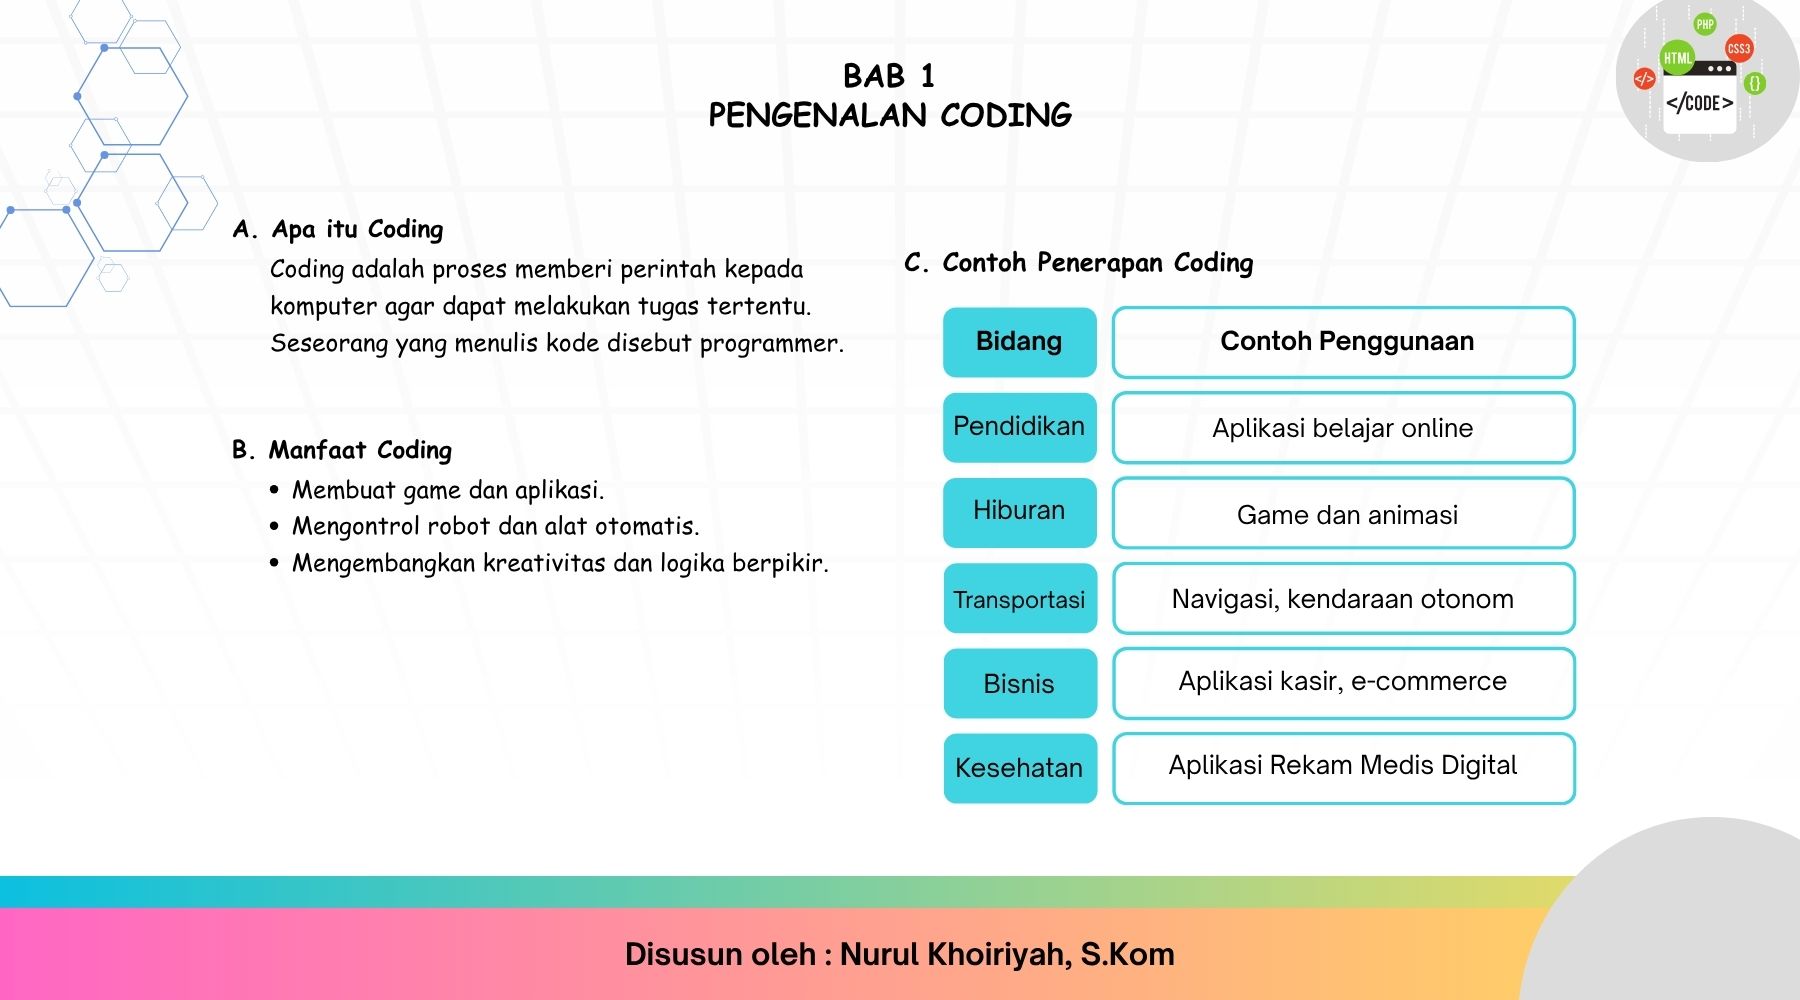 BAB 1
PENGENALAN CODING
PHP
HTML
CSS3
</>
{}
</CODE>
A. Apa itu Coding
Coding adalah proses memberi perintah kepada
komputer agar dapat melakukan tugas tertentu.
Seseorang yang menulis kode disebut programmer.
B. Manfaat Coding
• Membuat game dan aplikasi.
• Mengontrol robot dan alat otomatis.
• Mengembangkan kreativitas dan logika berpikir.
C. Contoh Penerapan Coding
Bidang Contoh Penggunaan
Pendidikan Aplikasi belajar online
Hiburan Game dan animasi
Transportasi Navigasi, kendaraan otonom
Bisnis Aplikasi kasir, e-commerce
Kesehatan Aplikasi Rekam Medis Digital
Disusun oleh : Nurul Khoiriyah, S.Kom